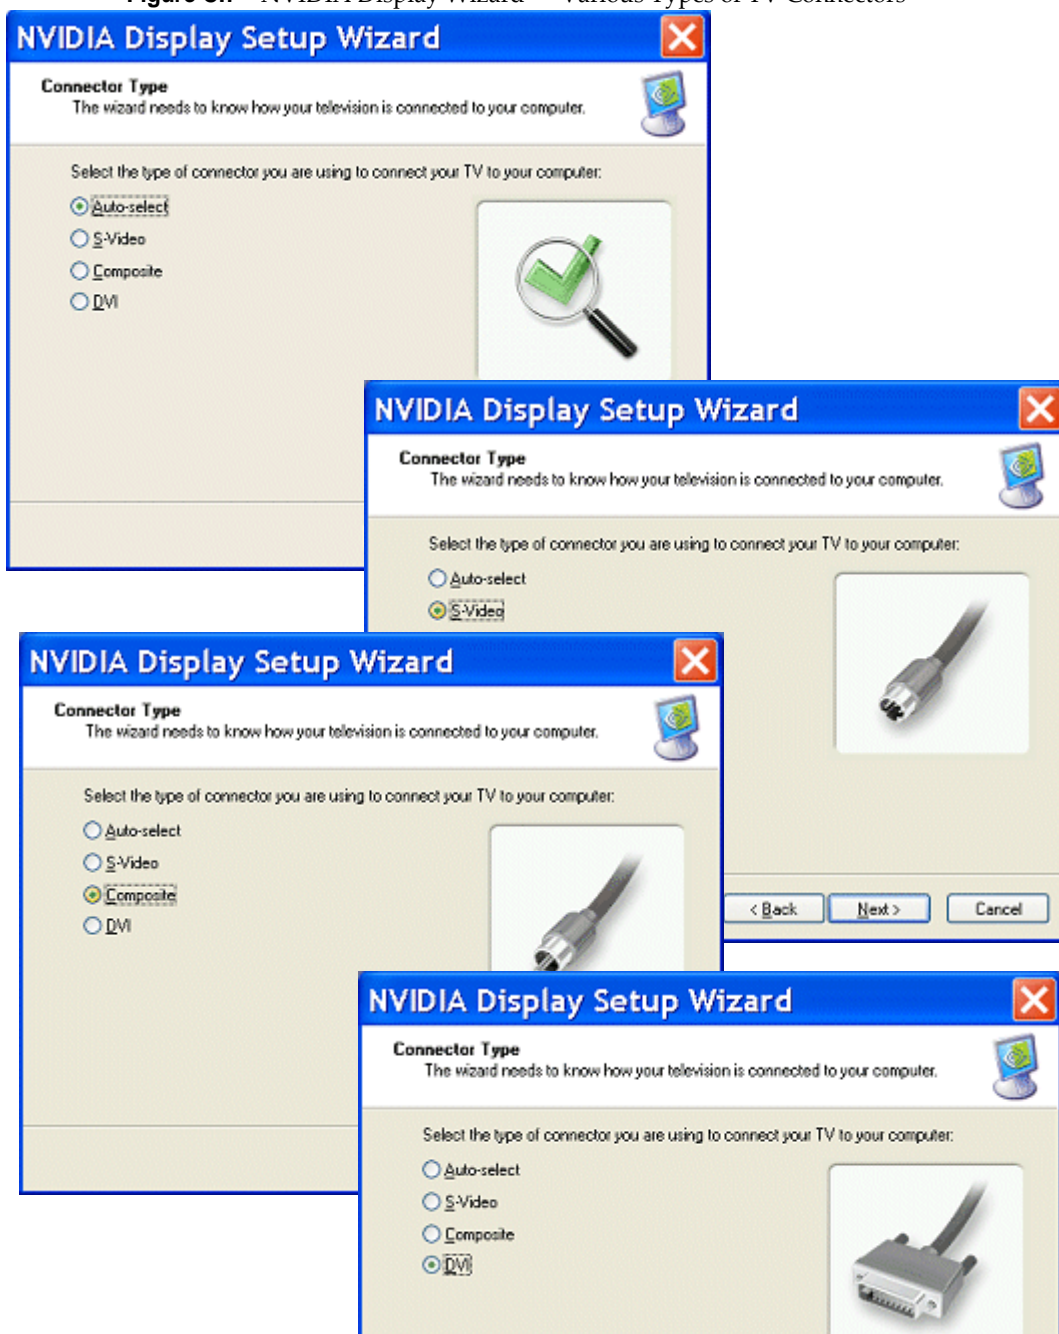 NVIDIA Display Wizard
Various Types of TV Connectors
NVIDIA Display Setup Wizard
Connector Type
The wizard needs to know how your television is connected to your computer.
Select the type of connector you are using to connect your TV to your computer:
Auto-select
S-Video
Composite
DVI
NVIDIA Display Setup Wizard
Connector Type
The wizard needs to know how your television is connected to your computer.
Select the type of connector you are using to connect your TV to your computer:
Auto-select
S-Video
< Back
Next >
Cancel
NVIDIA Display Setup Wizard
Connector Type
The wizard needs to know how your television is connected to your computer.
Select the type of connector you are using to connect your TV to your computer:
Auto-select
S-Video
Composite
DVI
NVIDIA Display Setup Wizard
Connector Type
The wizard needs to know how your television is connected to your computer.
Select the type of connector you are using to connect your TV to your computer:
Auto-select
S-Video
Composite
DVI